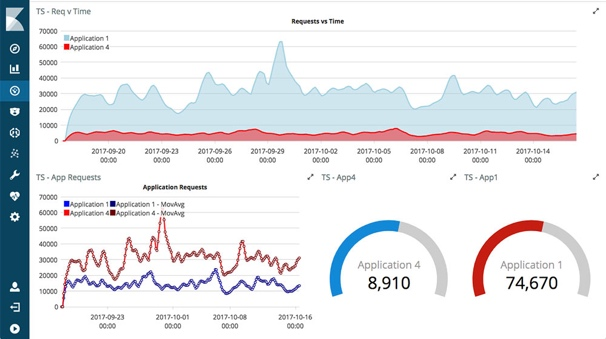 TS - Req v Time
Requests vs Time
70000
Application 1
60000
Application 4
50000
40000
30000
20000
10000
0
2017-09-20 2017-09-23 2017-09-26 2017-09-29 2017-10-02 2017-10-05 2017-10-08 2017-10-11 2017-10-14
00:00 00:00 00:00 00:00 00:00 00:00 00:00 00:00 00:00
TS - App Requests
Application Requests
70000
Application 1 Application 1 - MovAvg
60000
Application 4 Application 4 - MovAvg
50000
40000
30000
20000
10000
0
2017-09-23 2017-10-01 2017-10-08 2017-10-16
00:00 00:00 00:00 00:00
TS - App4
Application 4
8,910
TS - App1
Application 1
74,670